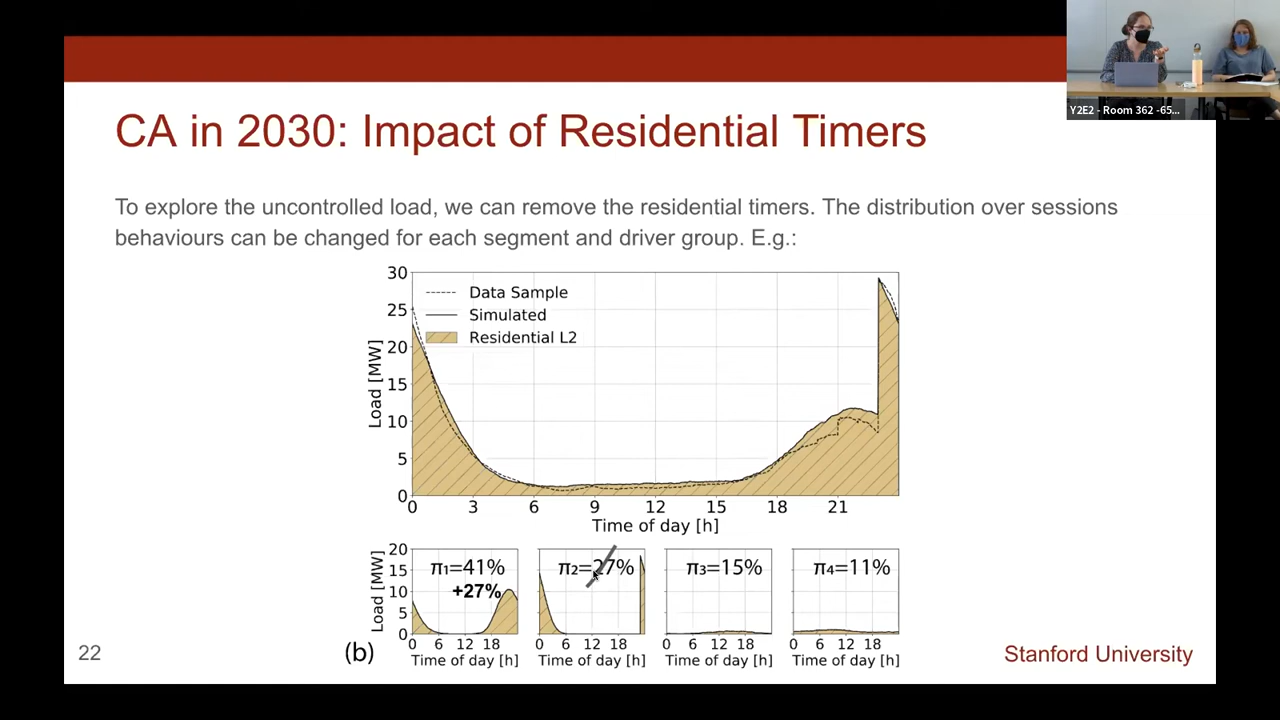 Y2E2 - Room 362 -65...
CA in 2030: Impact of Residential Timers
To explore the uncontrolled load, we can remove the residential timers. The distribution over sessions
behaviours can be changed for each segment and driver group. E.g.:
30
25
20
15
10
5
0
Load [MW]
Data Sample
Simulated
Residential L2
0 3 6 9 12 15 18 21
Time of day [h]
20
15
10
5
0
Load [MW]
π₁=41%
+27%
π₂=27%
π₃=15%
π₄=11%
0 6 12 18 0 6 12 18 0 6 12 18 0 6 12 18
Time of day [h] Time of day [h] Time of day [h] Time of day [h]
(b)
22
Stanford University